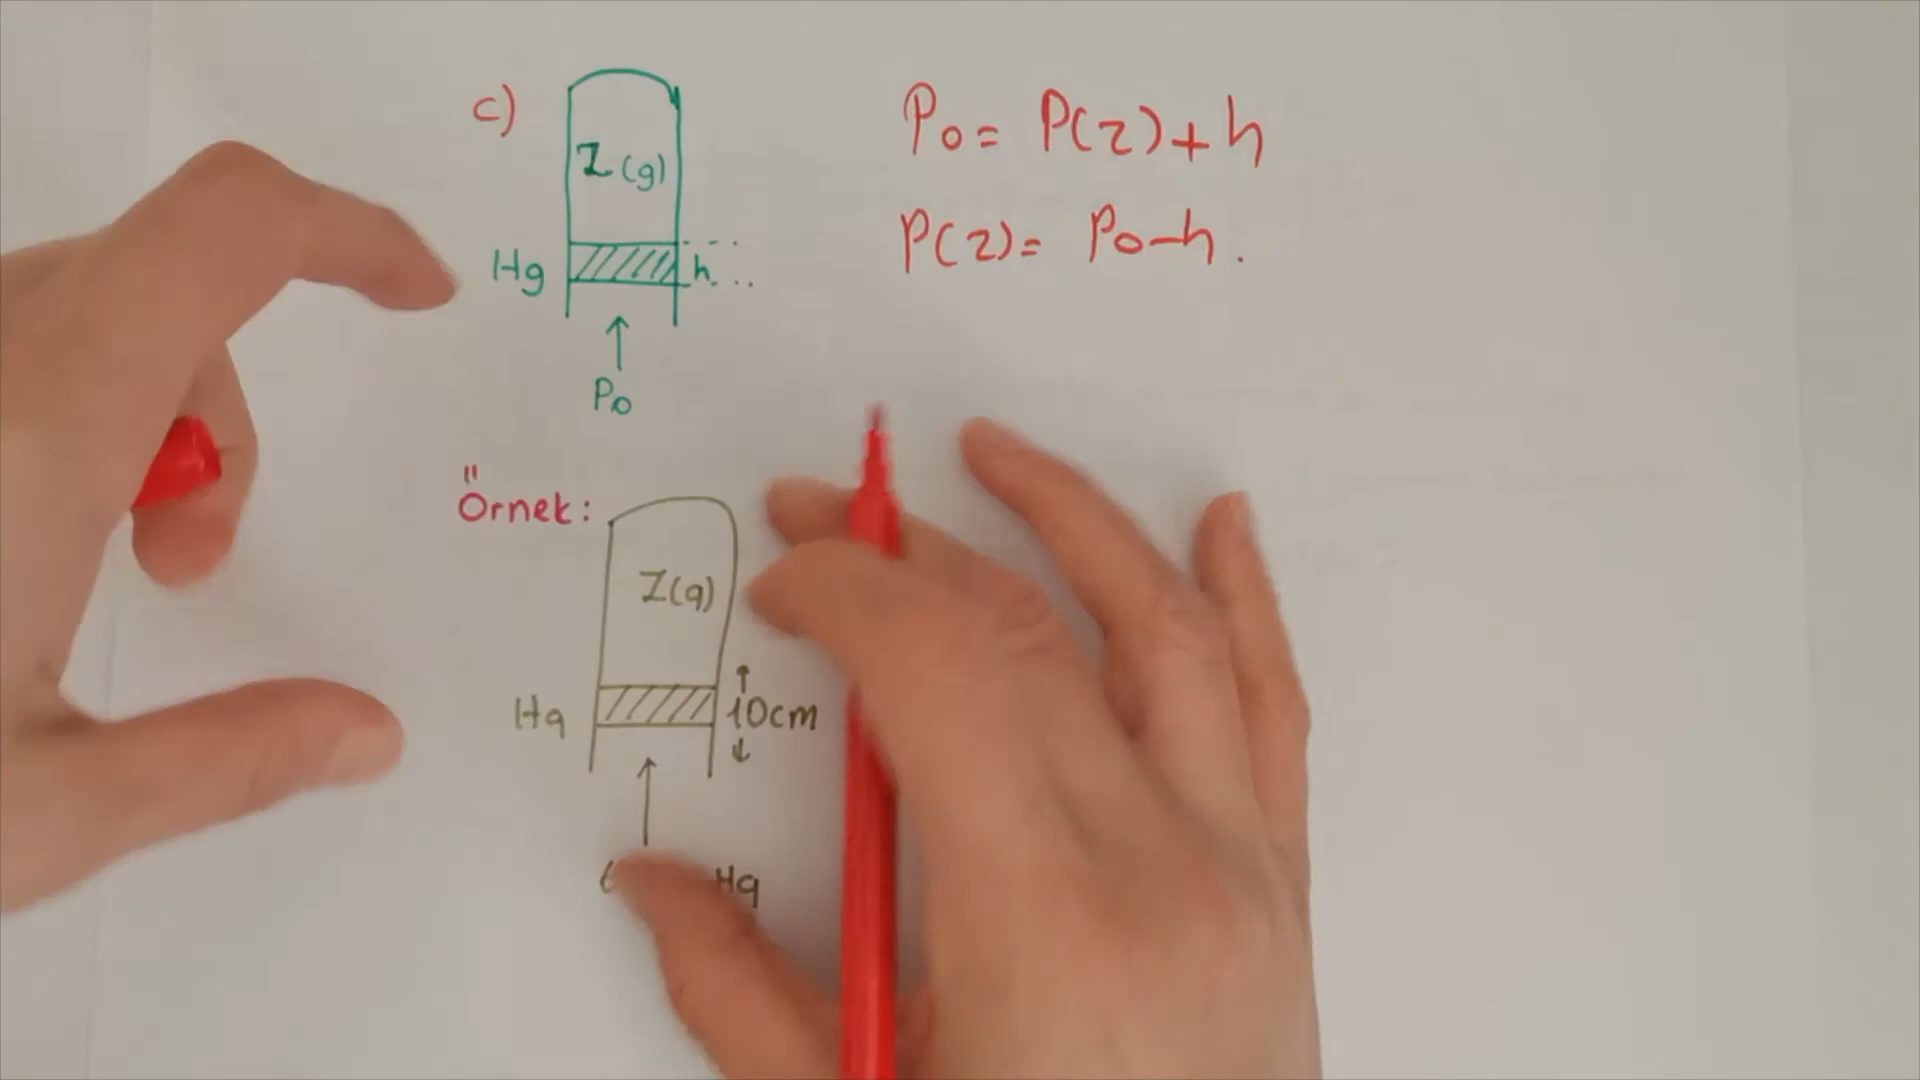 c)
Z(g)
Hg
h
P₀
P₀ = P(Z) + h
P(Z) = P₀ - h.
Örnek:
Z(g)
Hg
10cm
Hg